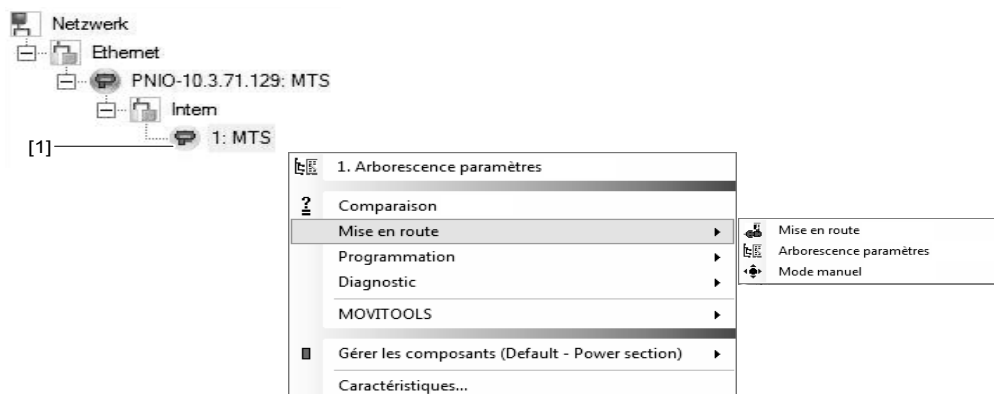 Netzwerk
Ethernet
PNIO-10.3.71.129: MTS
Intern
1: MTS
[1]
1. Arborescence paramètres
Comparaison
Mise en route
Programmation
Diagnostic
MOVITOOLS
Gérer les composants (Default - Power section)
Caractéristiques...
Mise en route
Arborescence paramètres
Mode manuel